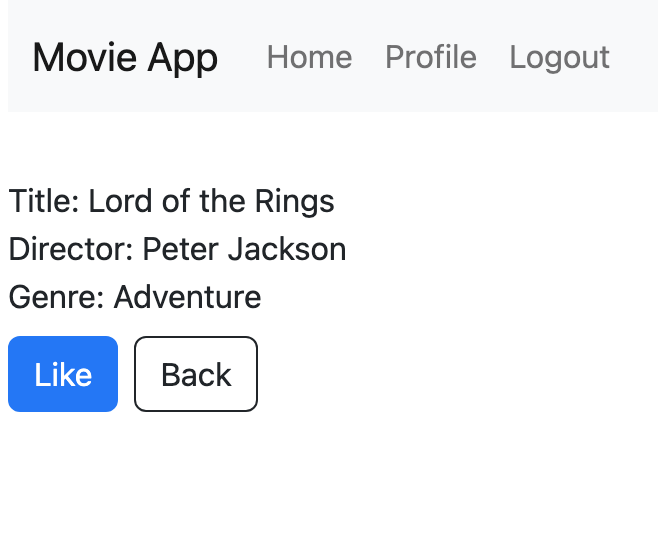 Movie App Home Profile Logout
Title: Lord of the Rings
Director: Peter Jackson
Genre: Adventure
Like Back